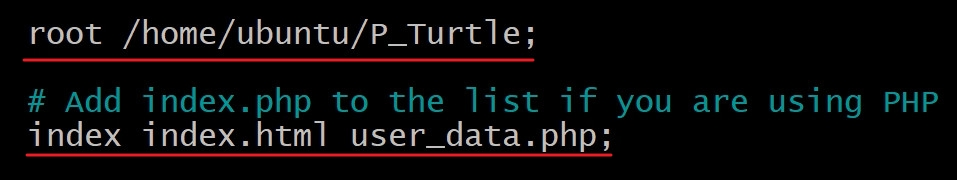 root /home/ubuntu/P_Turtle;
# Add index.php to the list if you are using PHP
index index.html user_data.php;